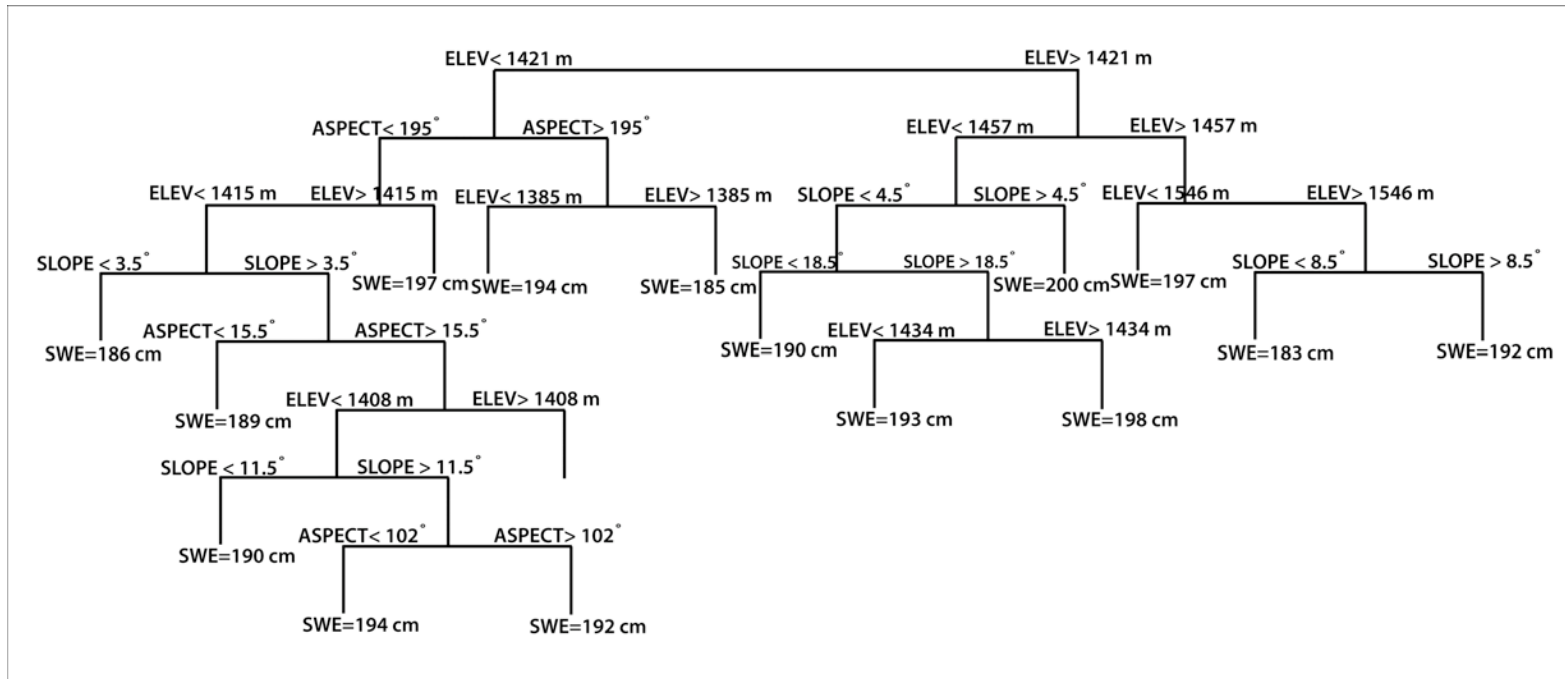 ELEV< 1421 m ELEV> 1421 m
ASPECT< 195° ASPECT> 195° ELEV< 1457 m ELEV> 1457 m
ELEV< 1415 m ELEV> 1415 m ELEV< 1385 m ELEV> 1385 m SLOPE < 4.5° SLOPE > 4.5° ELEV< 1546 m ELEV> 1546 m
SLOPE < 3.5° SLOPE > 3.5° SLOPE < 18.5° SLOPE > 18.5° SLOPE < 8.5° SLOPE > 8.5°
SWE=197 cm SWE=194 cm SWE=185 cm SWE=200 cm SWE=197 cm
ASPECT< 15.5° ASPECT> 15.5° ELEV< 1434 m ELEV> 1434 m
SWE=186 cm SWE=190 cm SWE=183 cm SWE=192 cm
ELEV< 1408 m ELEV> 1408 m
SWE=189 cm SWE=193 cm SWE=198 cm
SLOPE < 11.5° SLOPE > 11.5°
ASPECT< 102° ASPECT> 102°
SWE=190 cm
SWE=194 cm SWE=192 cm